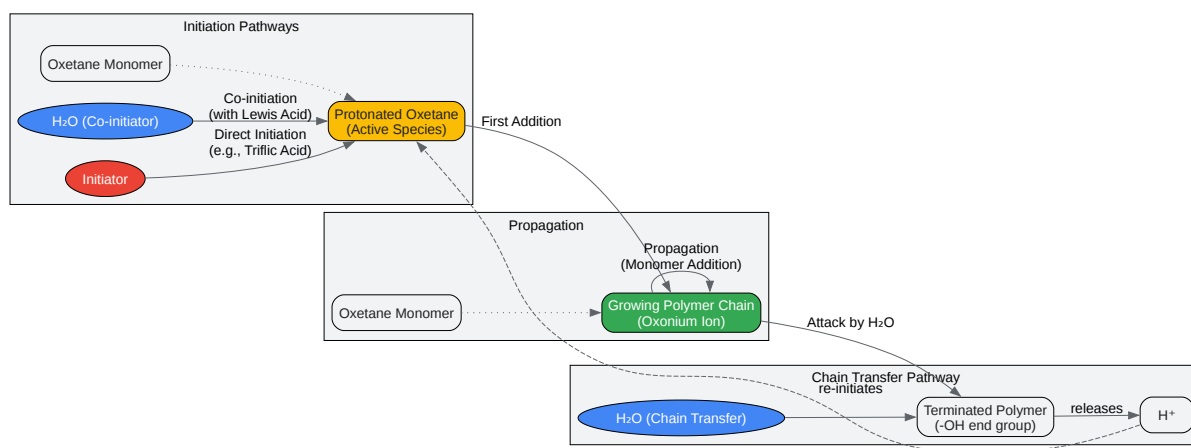 Initiation Pathways
Oxetane Monomer
H₂O (Co-initiator)
Co-initiation
(with Lewis Acid)
Direct Initiation
(e.g., Triflic Acid)
Initiator
Protonated Oxetane
(Active Species)
First Addition
Propagation
Propagation
(Monomer Addition)
Oxetane Monomer
Growing Polymer Chain
(Oxonium Ion)
Attack by H₂O
Chain Transfer Pathway
re-initiates
H₂O (Chain Transfer)
Terminated Polymer
(-OH end group)
releases
H⁺